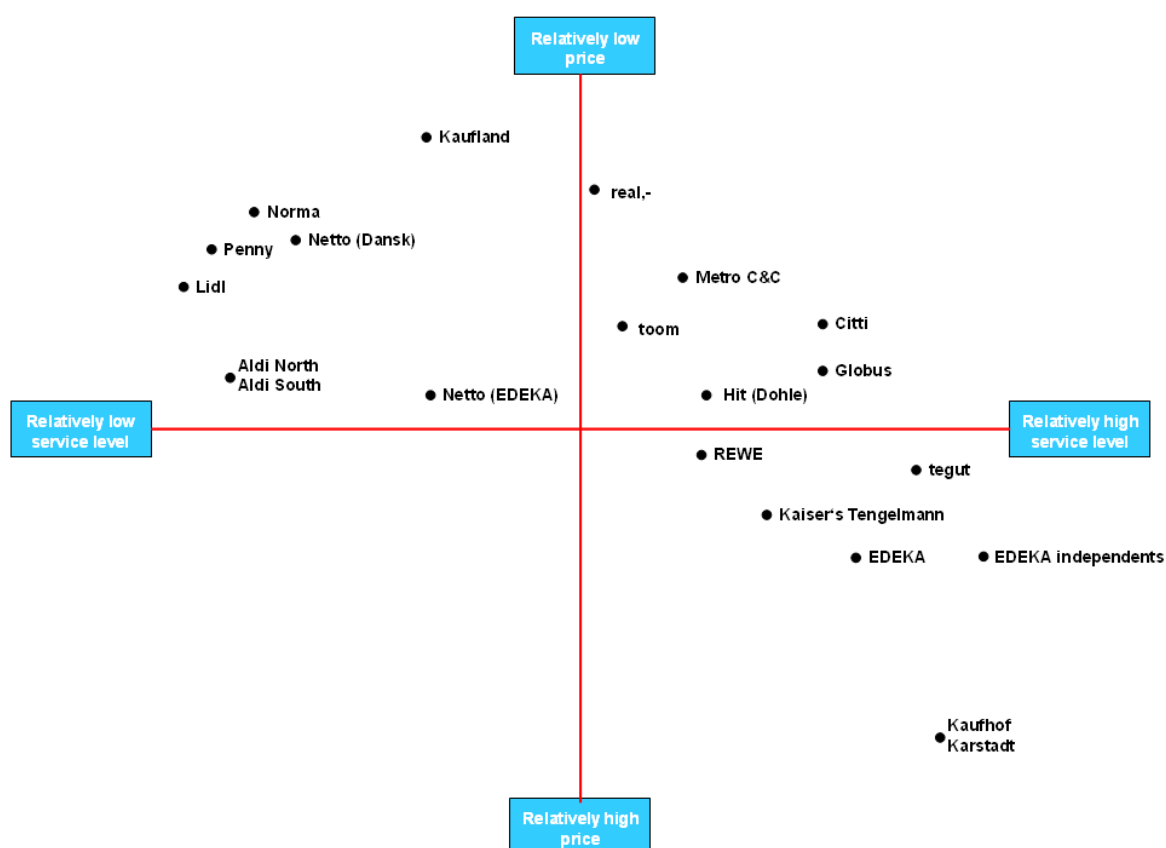 Relatively low
price
Kaufland
real,-
Norma
Netto (Dansk)
Penny
Metro C&C
Lidl
Citti
toom
Aldi North
Aldi South
Globus
Netto (EDEKA)
Hit (Dohle)
Relatively low
service level
Relatively high
service level
REWE
tegut
Kaiser‘s Tengelmann
EDEKA
EDEKA independents
Kaufhof
Karstadt
Relatively high
price